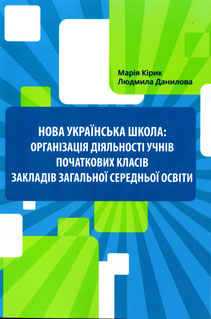 Марія Кірик
Людмила Данилова
НОВА УКРАЇНСЬКА ШКОЛА:
ОРГАНІЗАЦІЯ ДІЯЛЬНОСТІ УЧНІВ
ПОЧАТКОВИХ КЛАСІВ
ЗАКЛАДІВ ЗАГАЛЬНОЇ СЕРЕДНЬОЇ ОСВІТИ